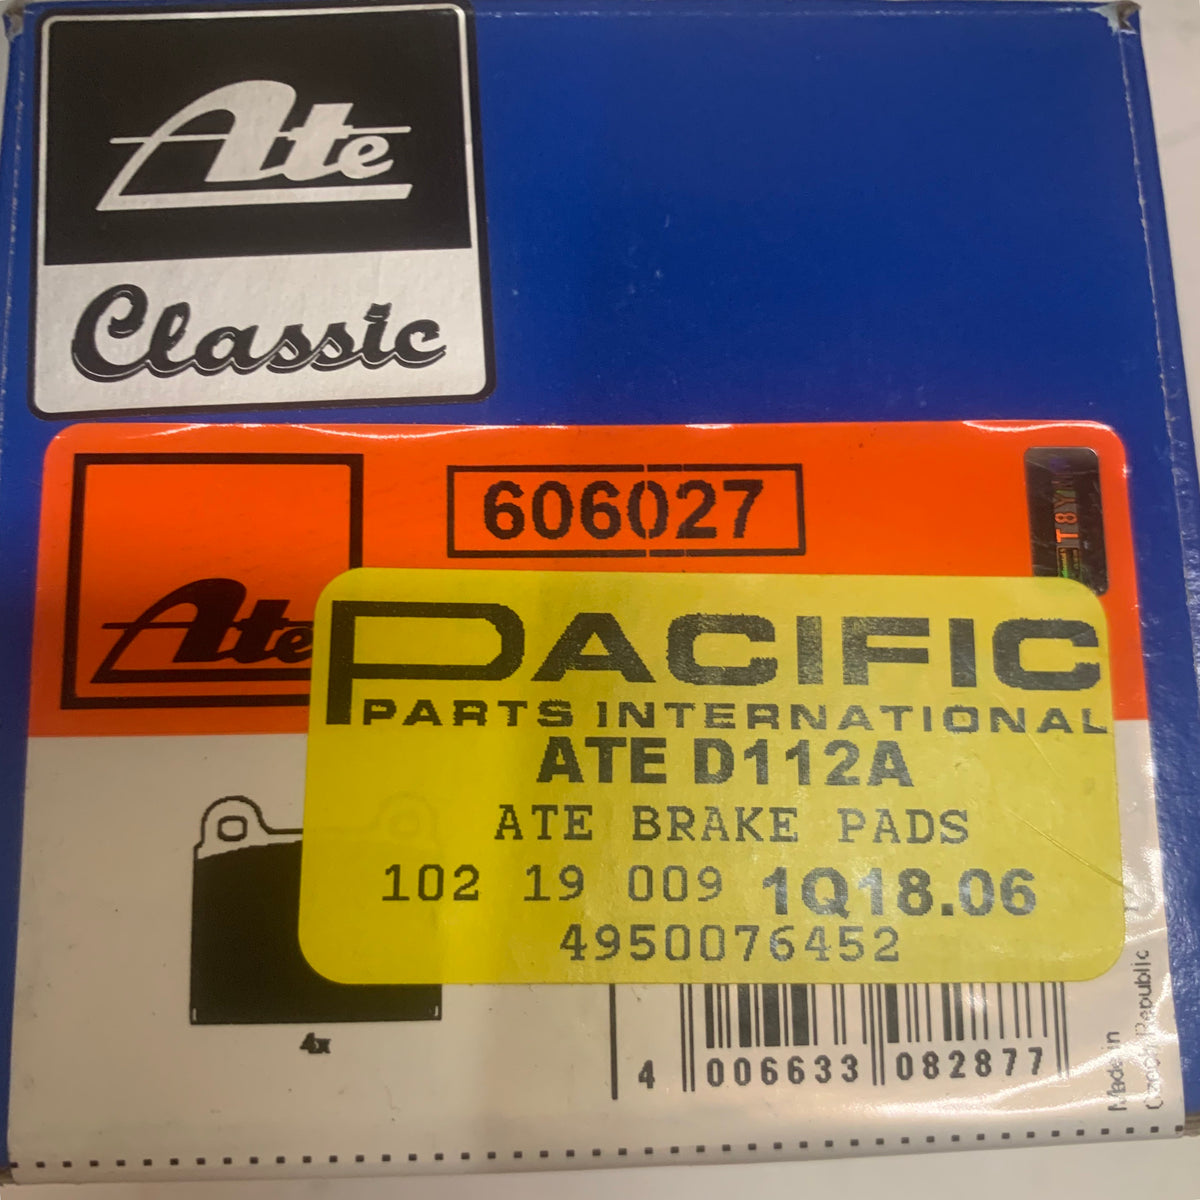 Ate
Classic
606027
Ate
PACIFIC
PARTS INTERNATIONAL
ATE D112A
ATE BRAKE PADS
102 19 009 1Q18.06
4950076452
4x
4 006633 082877
Made in
Czech Republic
T8Y